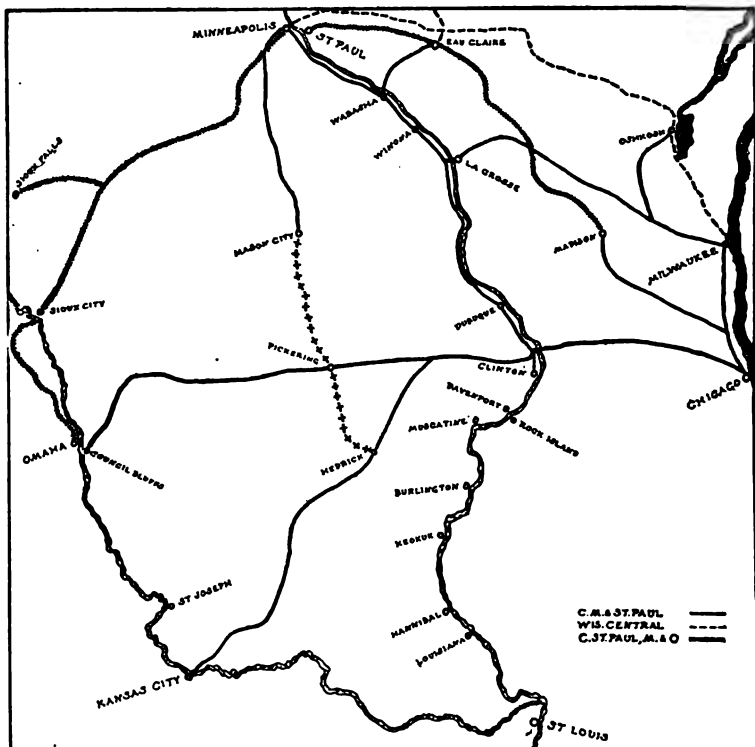 MINNEAPOLIS
ST PAUL
EAU CLAIRE
WABASHA
OSHKOSH
WINONA
SIOUX FALLS
LA CROSSE
MASON CITY
MADISON
MILWAUKEE
SIOUX CITY
DUBUQUE
PICKERING
CLINTON
CHICAGO
DAVENPORT
MUSCATINE
ROCK ISLAND
OMAHA
COUNCIL BLUFFS
HEDRICK
BURLINGTON
KEOKUK
ST JOSEPH
HANNIBAL
C.M.&ST.PAUL
WIS.CENTRAL
LOUISIANA
C.ST.PAUL, M.&O
KANSAS CITY
ST LOUIS